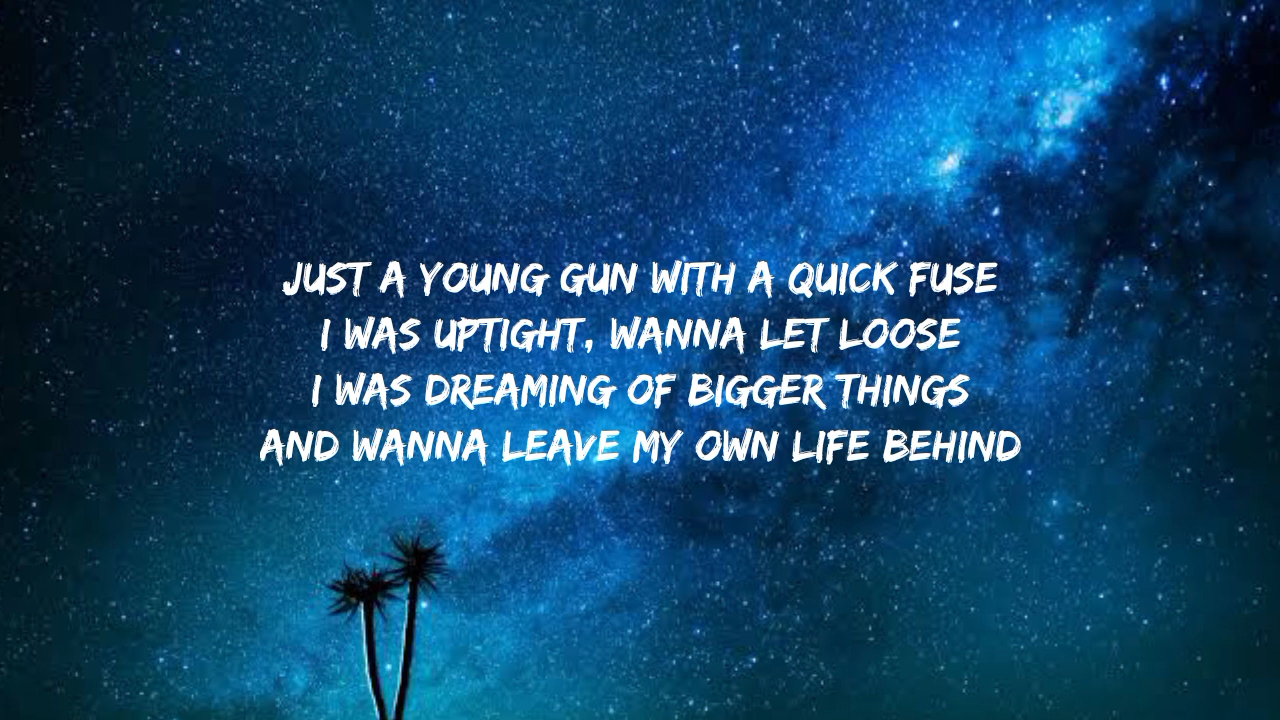 JUST A YOUNG GUN WITH A QUICK FUSE
I WAS UPTIGHT, WANNA LET LOOSE
I WAS DREAMING OF BIGGER THINGS
AND WANNA LEAVE MY OWN LIFE BEHIND